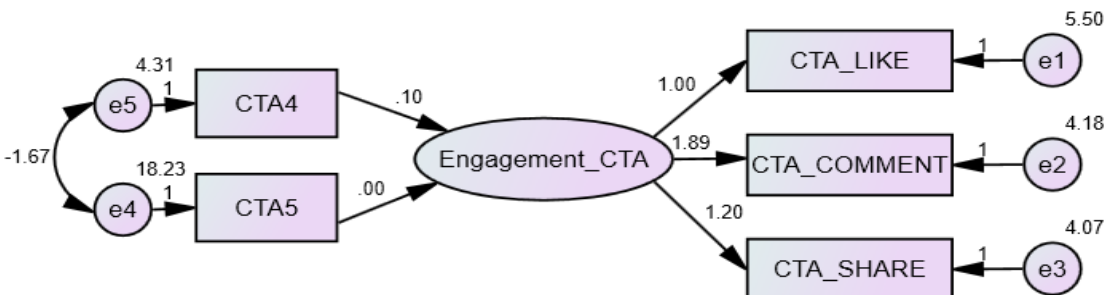 4.31
e5
1
CTA4
.10
-1.67
18.23
e4
1
CTA5
.00
Engagement_CTA
1.00
1.89
1.20
CTA_LIKE
1
5.50
e1
CTA_COMMENT
1
4.18
e2
CTA_SHARE
1
4.07
e3